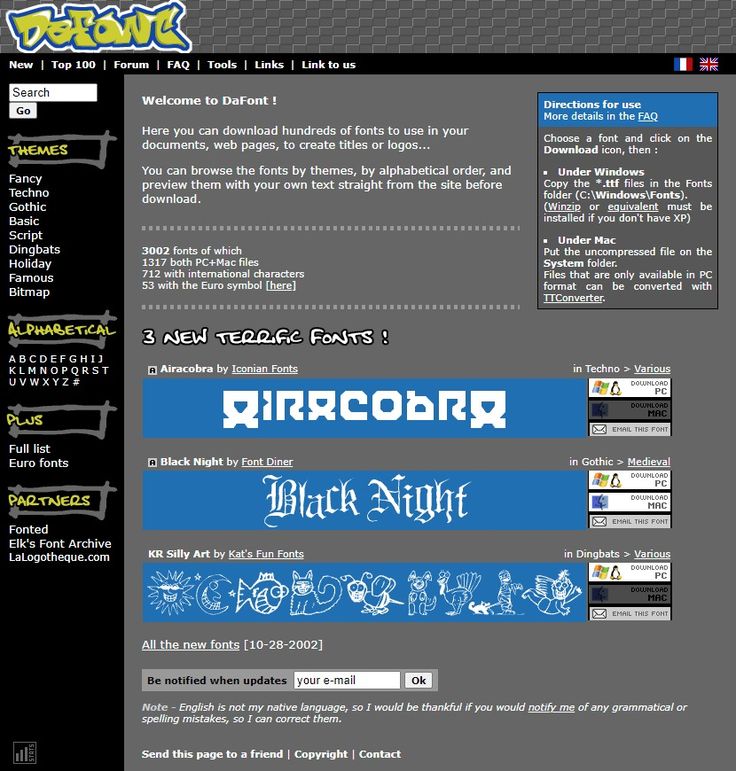 DaFont
New | Top 100 | Forum | FAQ | Tools | Links | Link to us
Search
Go
THEMES
Fancy
Techno
Gothic
Basic
Script
Dingbats
Holiday
Famous
Bitmap
ALPHABETICAL
A B C D E F G H I J
K L M N O P Q R S T
U V W X Y Z #
PLUS
Full list
Euro fonts
PARTNERS
Fonted
Elk's Font Archive
LaLogotheque.com
STATS
Welcome to DaFont !
Here you can download hundreds of fonts to use in your
documents, web pages, to create titles or logos...
You can browse the fonts by themes, by alphabetical order, and
preview them with your own text straight from the site before
download.
3002 fonts of which
1317 both PC+Mac files
712 with international characters
53 with the Euro symbol [here]
Directions for use
More details in the FAQ
Choose a font and click on the
Download icon, then :
Under Windows
Copy the *.ttf files in the Fonts
folder (C:\Windows\Fonts).
(Winzip or equivalent must be
installed if you don't have XP)
Under Mac
Put the uncompressed file on the
System folder.
Files that are only available in PC
format can be converted with
TTConverter.
3 NEW TERRIFIC FONTS !
A Airacobra by Iconian Fonts in Techno > Various
AIRACOBRA
DOWNLOAD
PC
DOWNLOAD
MAC
EMAIL THIS FONT
A Black Night by Font Diner in Gothic > Medieval
Black Night
DOWNLOAD
PC
DOWNLOAD
MAC
EMAIL THIS FONT
KR Silly Art by Kat's Fun Fonts in Dingbats > Various
DOWNLOAD
PC
DOWNLOAD
MAC
EMAIL THIS FONT
All the new fonts [10-28-2002]
Be notified when updates your e-mail Ok
Note - English is not my native language, so I would be thankful if you would notify me of any grammatical or
spelling mistakes, so I can correct them.
Send this page to a friend | Copyright | Contact